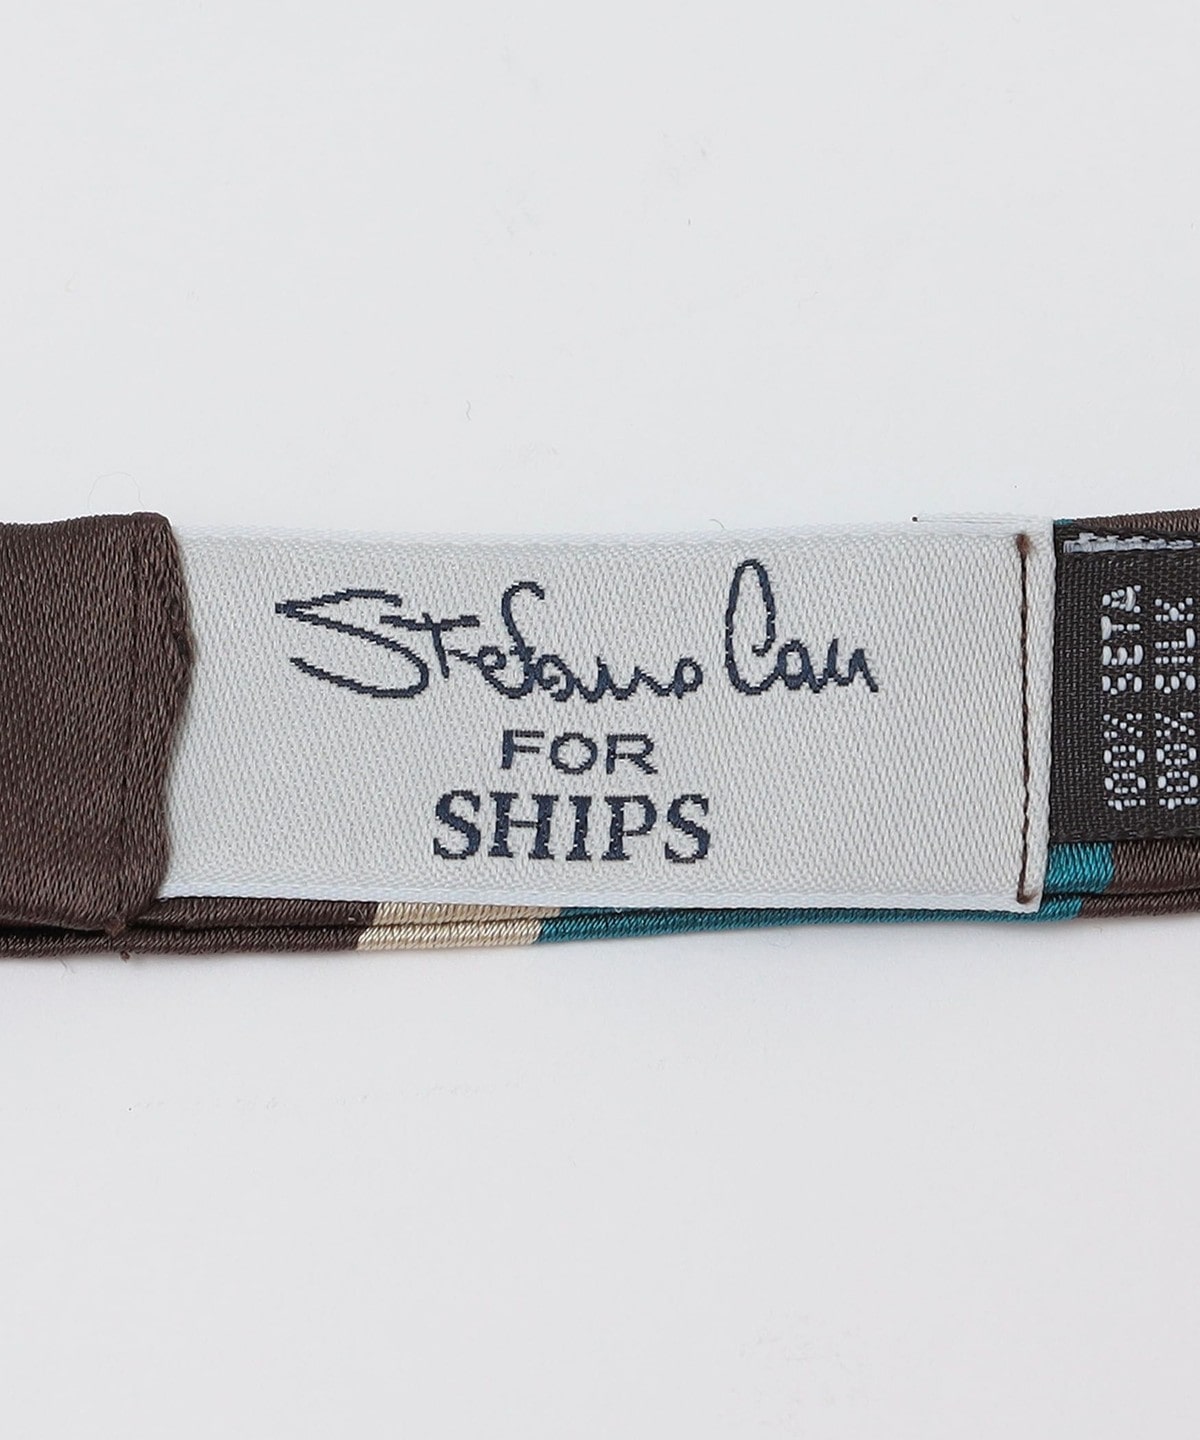 Stefano Cau
FOR
SHIPS
100% SETA
100% SILK